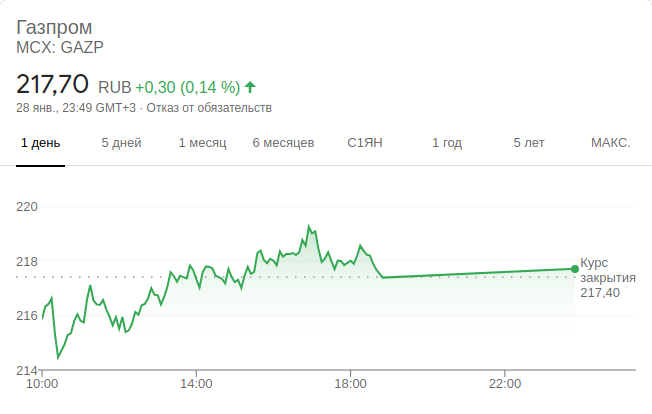 Газпром
MCX: GAZP
217,70 RUB +0,30 (0,14 %)
28 янв., 23:49 GMT+3 · Отказ от обязательств
1 день 5 дней 1 месяц 6 месяцев С1ЯН 1 год 5 лет МАКС.
220
218
216
214
Курс
закрытия
217,40
10:00 14:00 18:00 22:00